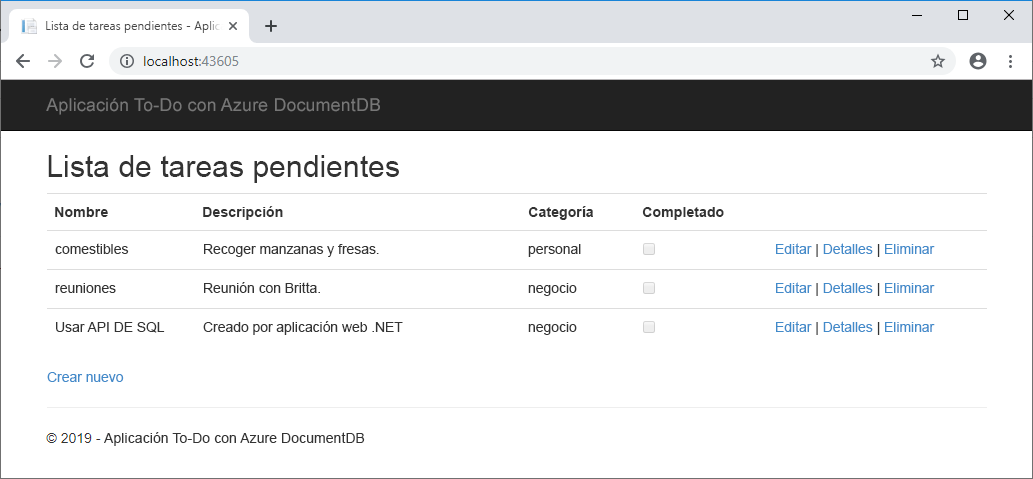 Lista de tareas pendientes - Aplic
localhost:43605
Aplicación To-Do con Azure DocumentDB
Lista de tareas pendientes
Nombre Descripción Categoría Completado
comestibles Recoger manzanas y fresas. personal Editar | Detalles | Eliminar
reuniones Reunión con Britta. negocio Editar | Detalles | Eliminar
Usar API DE SQL Creado por aplicación web .NET negocio Editar | Detalles | Eliminar
Crear nuevo
© 2019 - Aplicación To-Do con Azure DocumentDB